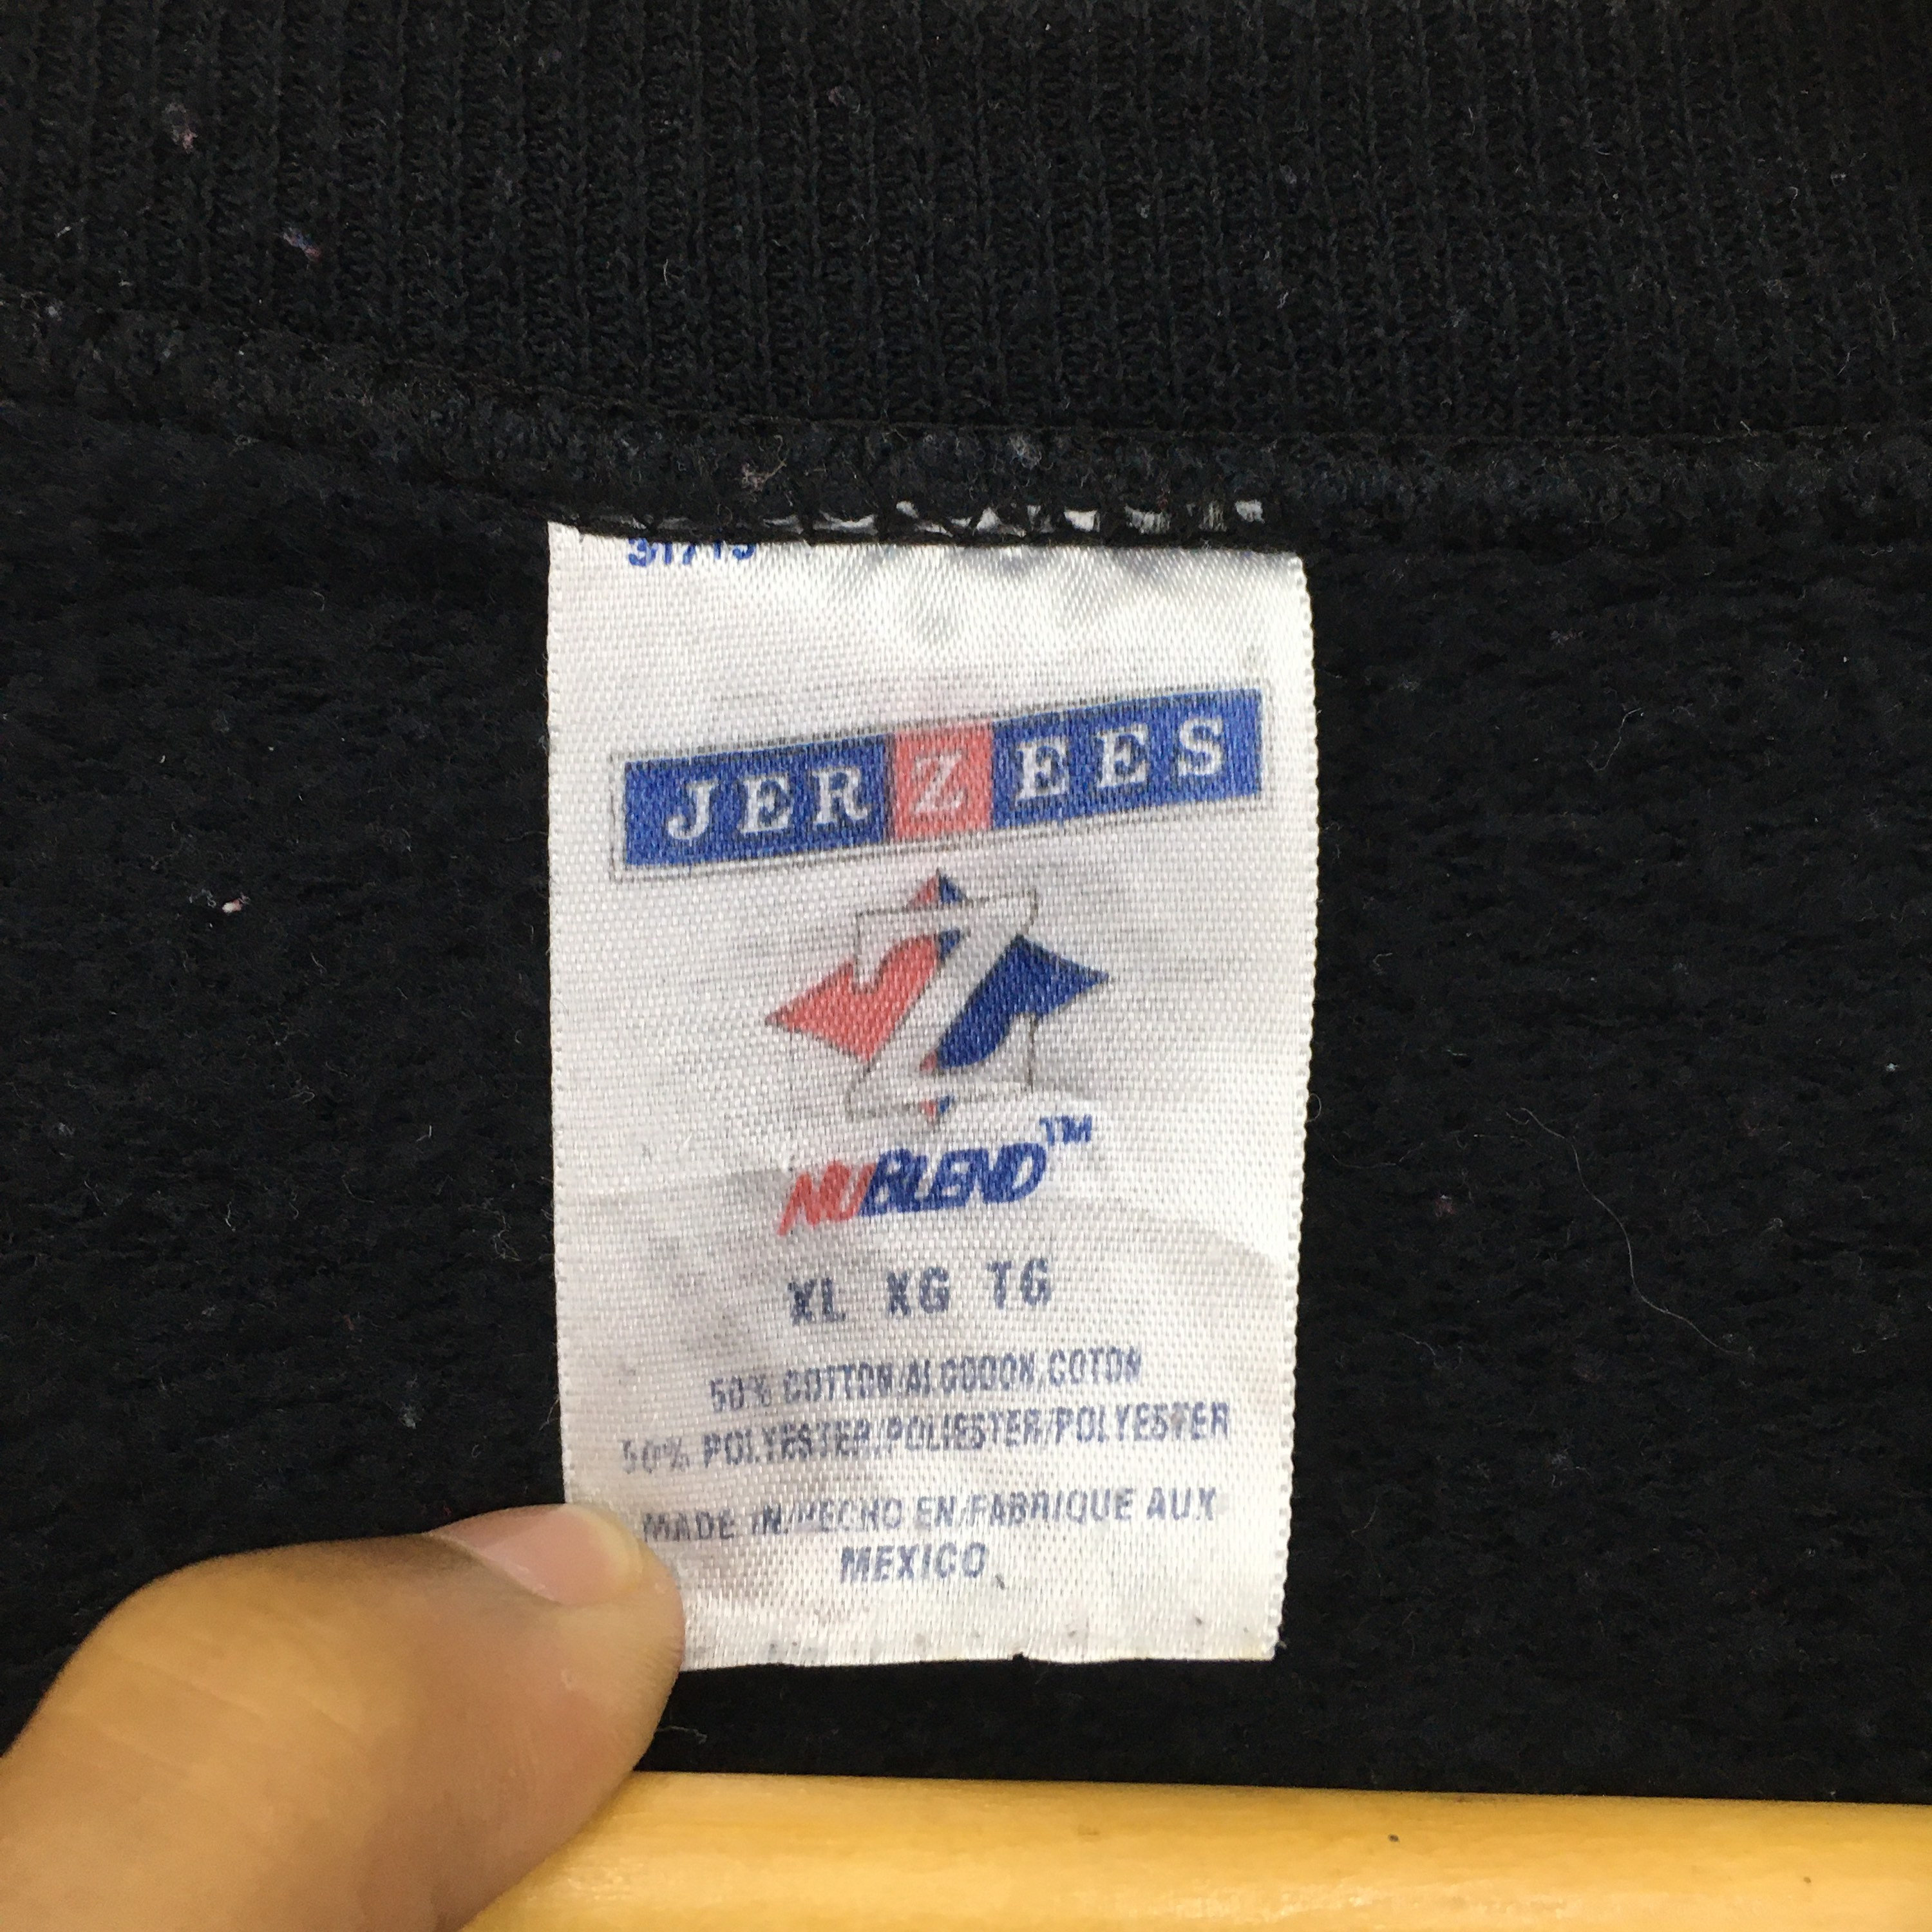 JERZEES
NUBLEND™
XL XG TG
50% COTTON/ALGODON/COTON
50% POLYESTER/POLIESTER/POLYESTER
MADE IN/HECHO EN/FABRIQUE AUX
MEXICO